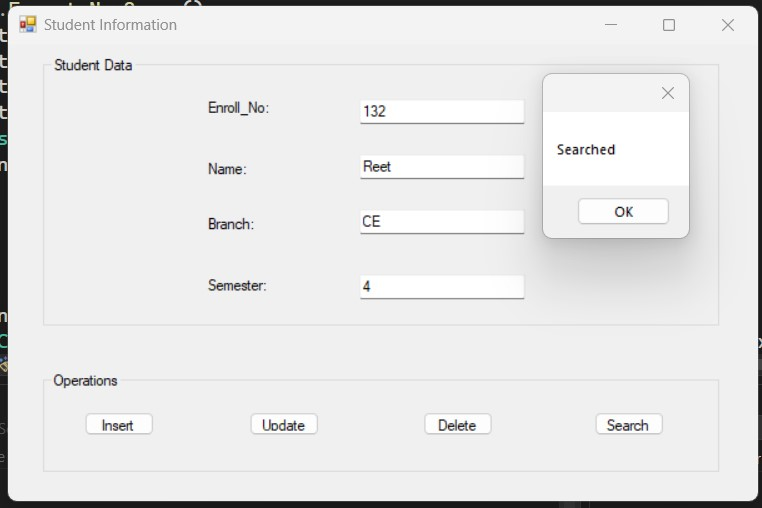 Student Information
Student Data
Enroll_No: 132
Name: Reet
Branch: CE
Semester: 4
Searched
OK
Operations
Insert Update Delete Search